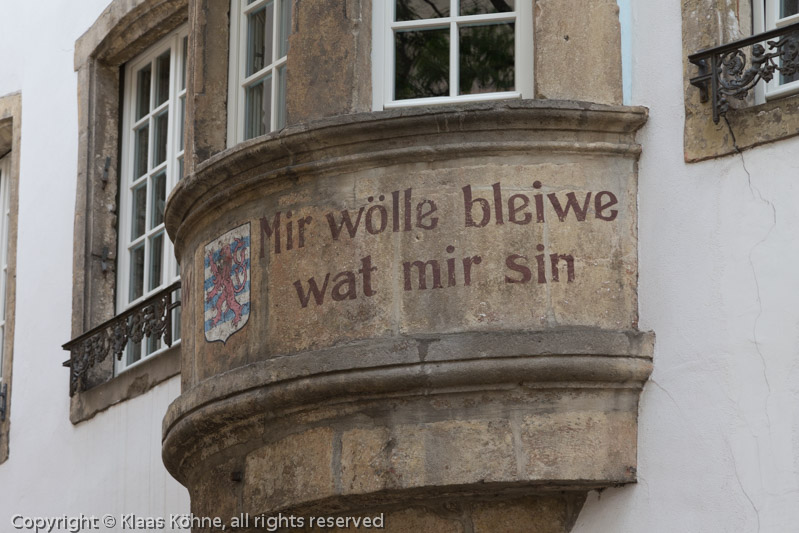 Mir wölle bleiwe
wat mir sin
Copyright © Klaas Köhne, all rights reserved